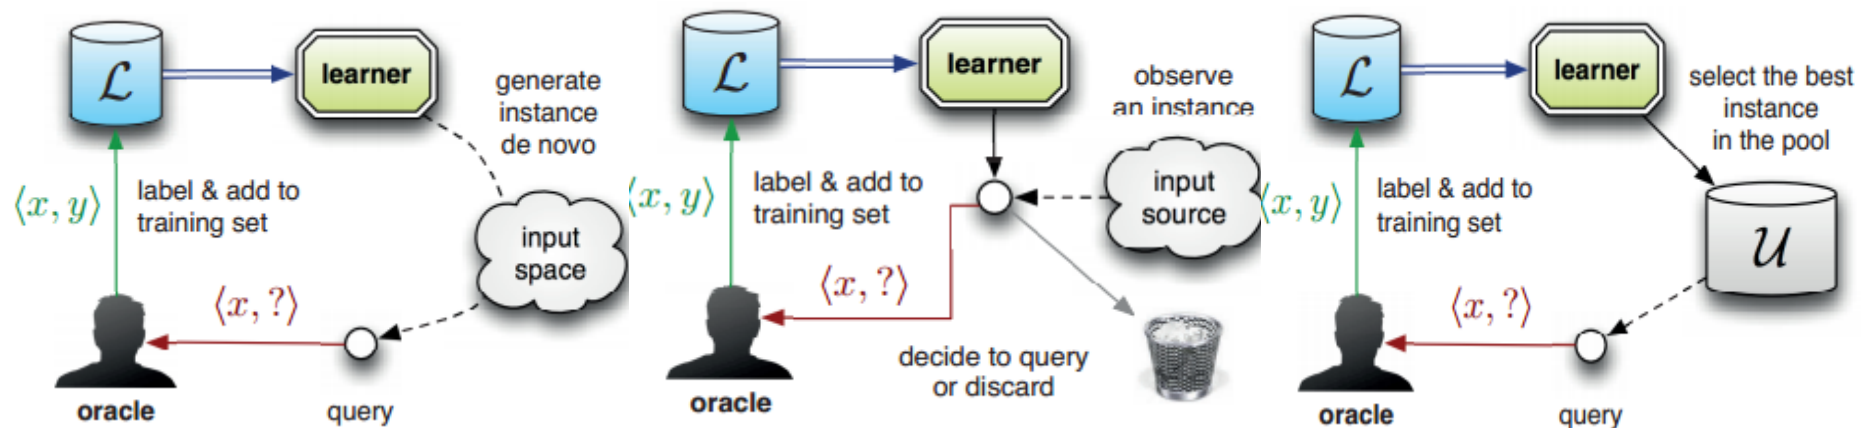 ℒ
learner
generate
instance
de novo
⟨x, y⟩
label & add to
training set
input
space
⟨x, ?⟩
oracle
query
ℒ
learner
observe
an instance
⟨x, y⟩
label & add to
training set
input
source
⟨x, ?⟩
decide to query
or discard
oracle
ℒ
learner
select the best
instance
in the pool
⟨x, y⟩
label & add to
training set
𝒰
⟨x, ?⟩
oracle
query